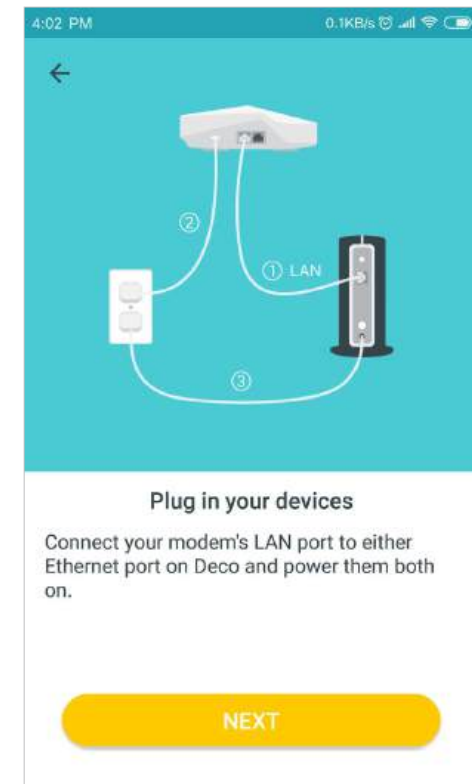 4:02 PM 0.1KB/s
②
① LAN
③
Plug in your devices
Connect your modem's LAN port to either
Ethernet port on Deco and power them both
on.
NEXT